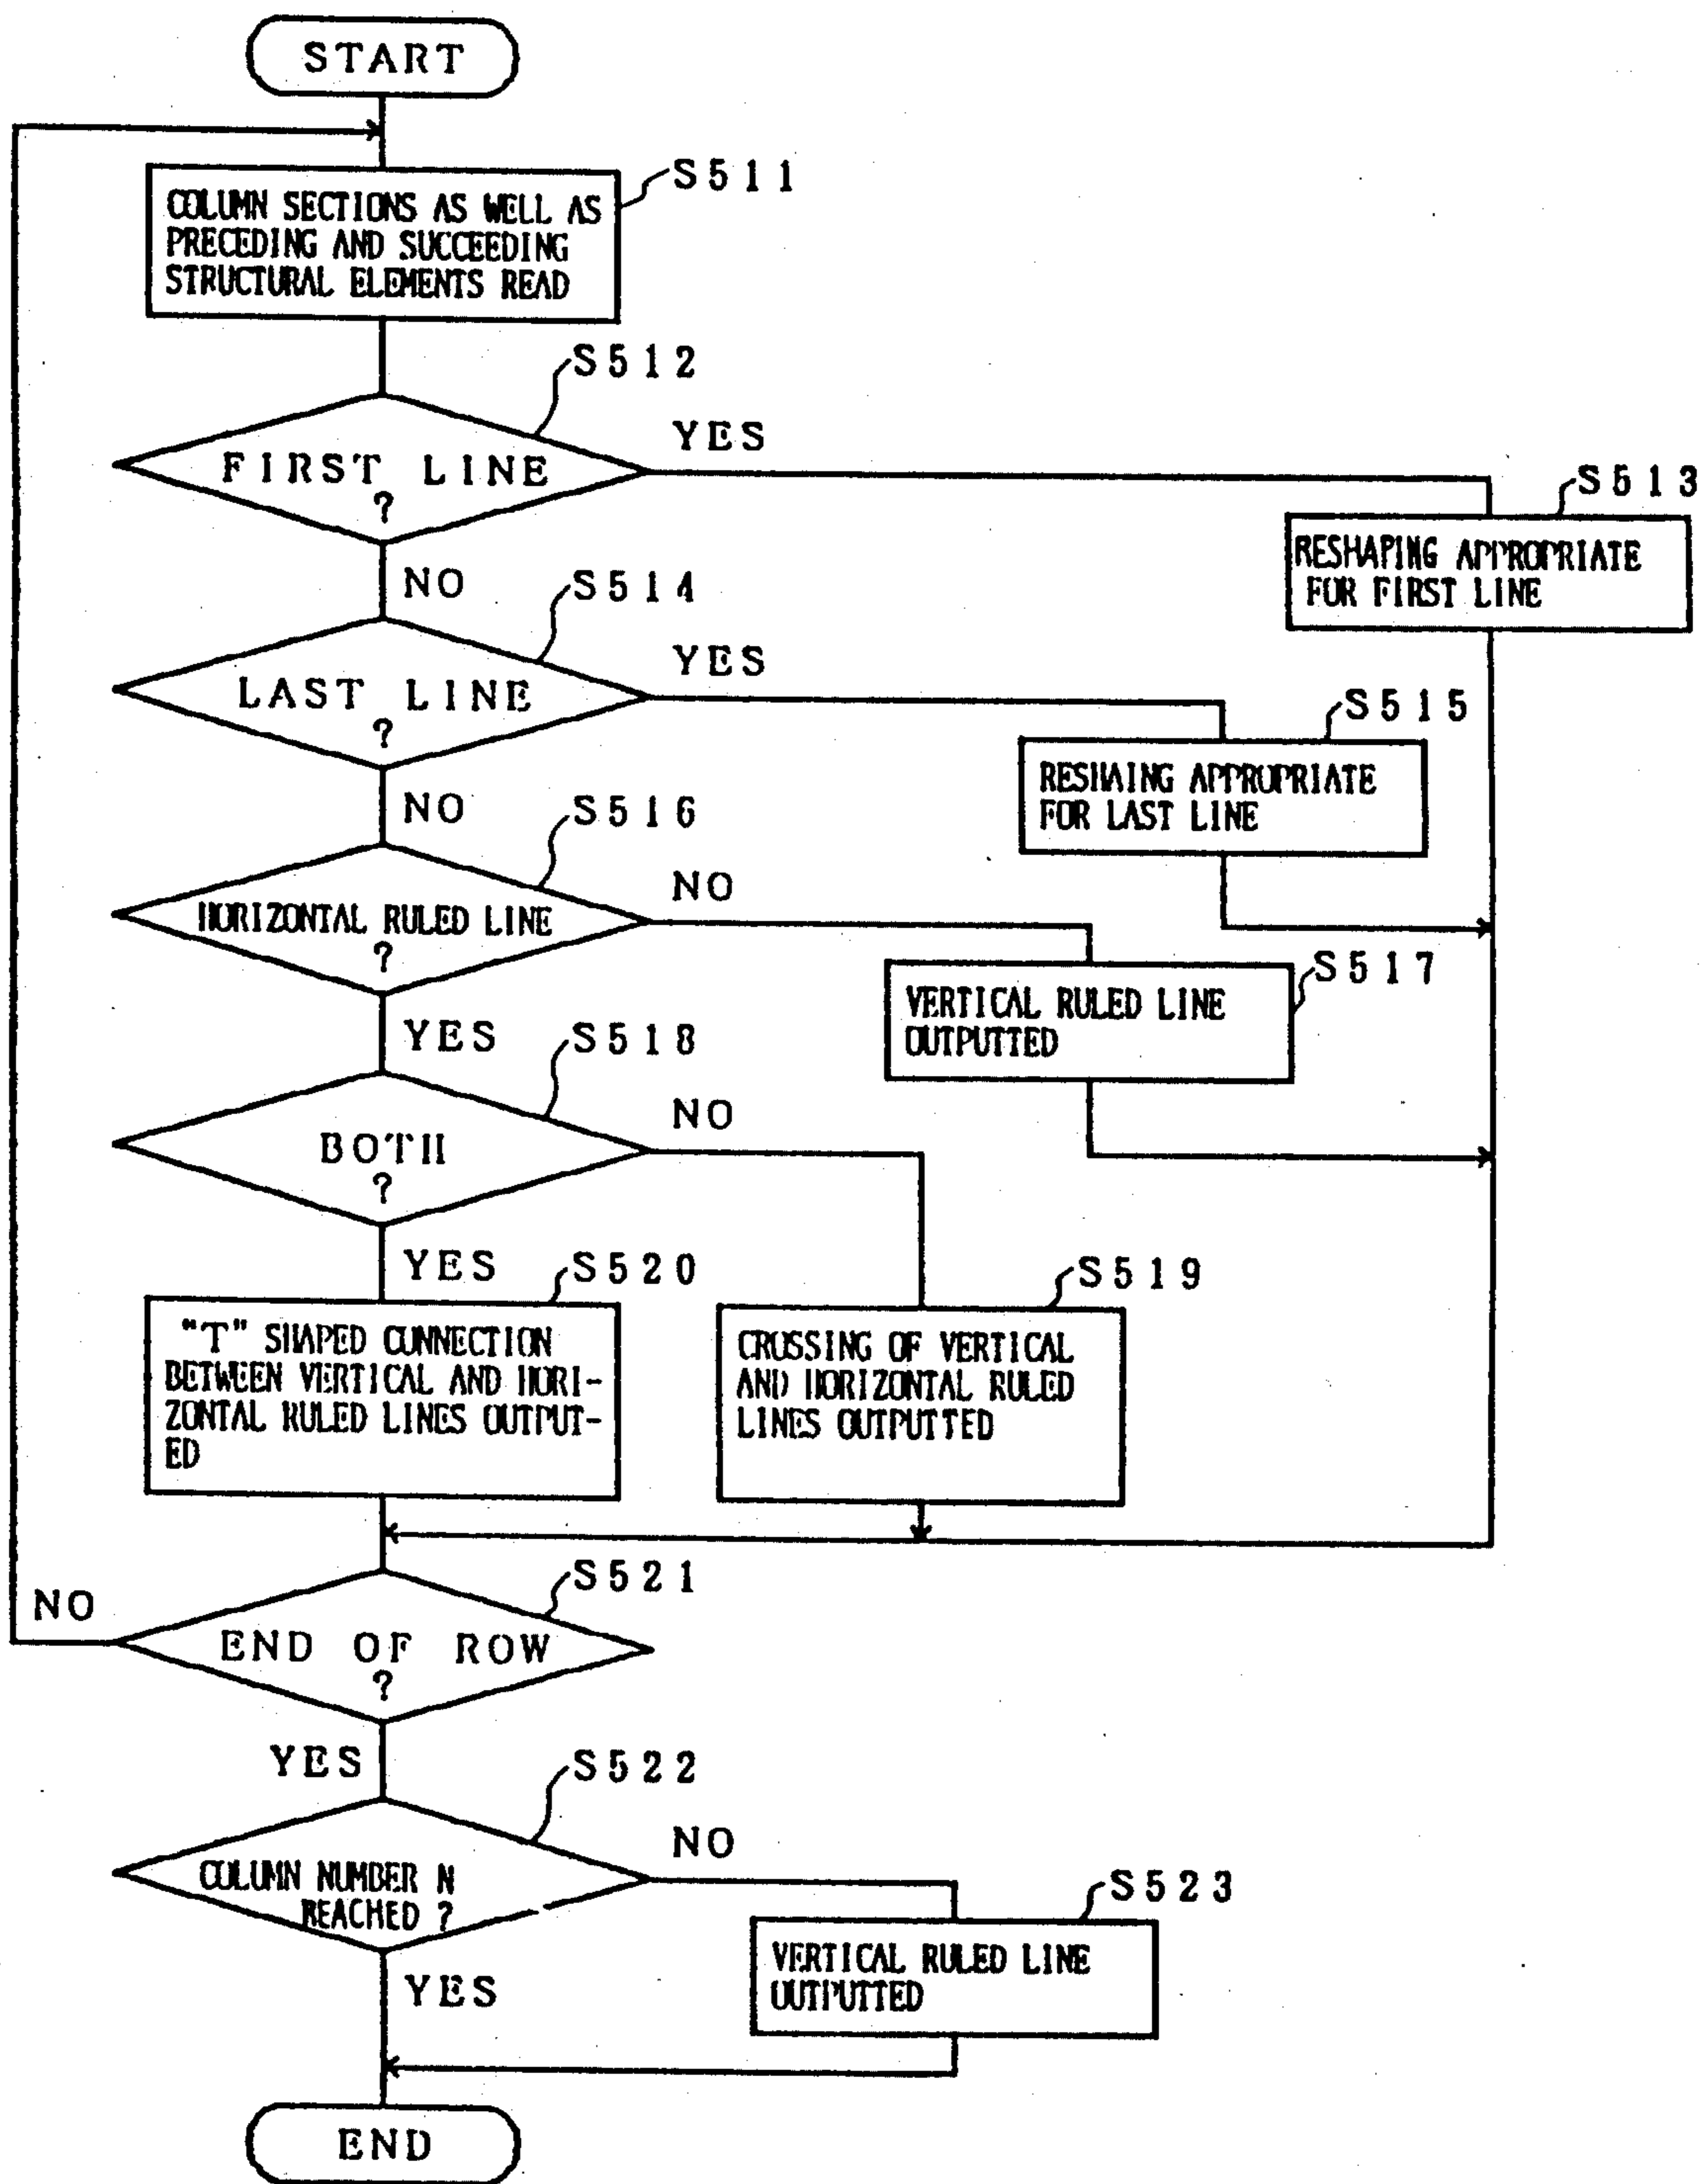 START
S511
COLUMN SECTIONS AS WELL AS
PRECEDING AND SUCCEEDING
STRUCTURAL ELEMENTS READ
S512
FIRST LINE
?
YES
NO
S513
RESHAPING APPROPRIATE
FOR FIRST LINE
S514
LAST LINE
?
YES
NO
S515
RESHAING APPROPRIATE
FOR LAST LINE
S516
HORIZONTAL RULED LINE
?
NO
YES
S517
VERTICAL RULED LINE
OUTPUTTED
S518
BOTH
?
NO
YES
S520
"T" SHAPED CONNECTION
BETWEEN VERTICAL AND HORI-
ZONTAL RULED LINES OUTPUT-
ED
S519
CROSSING OF VERTICAL
AND HORIZONTAL RULED
LINES OUTPUTTED
S521
NO
END OF ROW
?
YES
S522
COLUMN NUMBER N
REACHED ?
NO
YES
S523
VERTICAL RULED LINE
OUTPUTTED
END